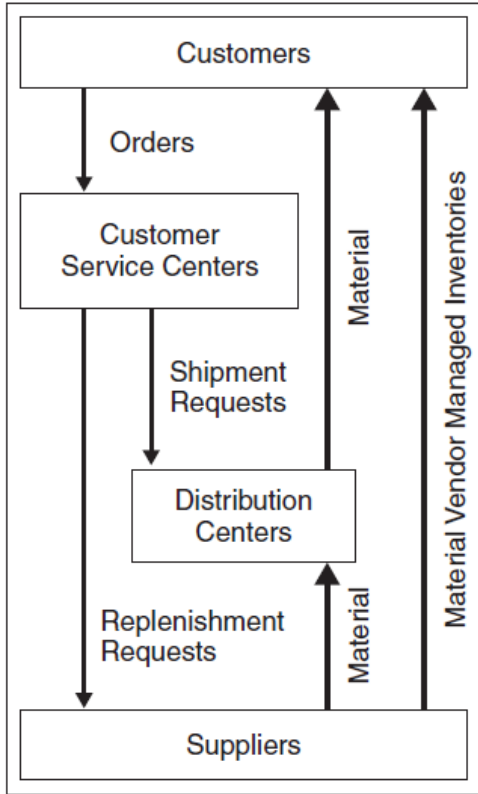 Customers
Orders
Customer
Service Centers
Shipment
Requests
Material
Material Vendor Managed Inventories
Distribution
Centers
Replenishment
Requests
Material
Suppliers